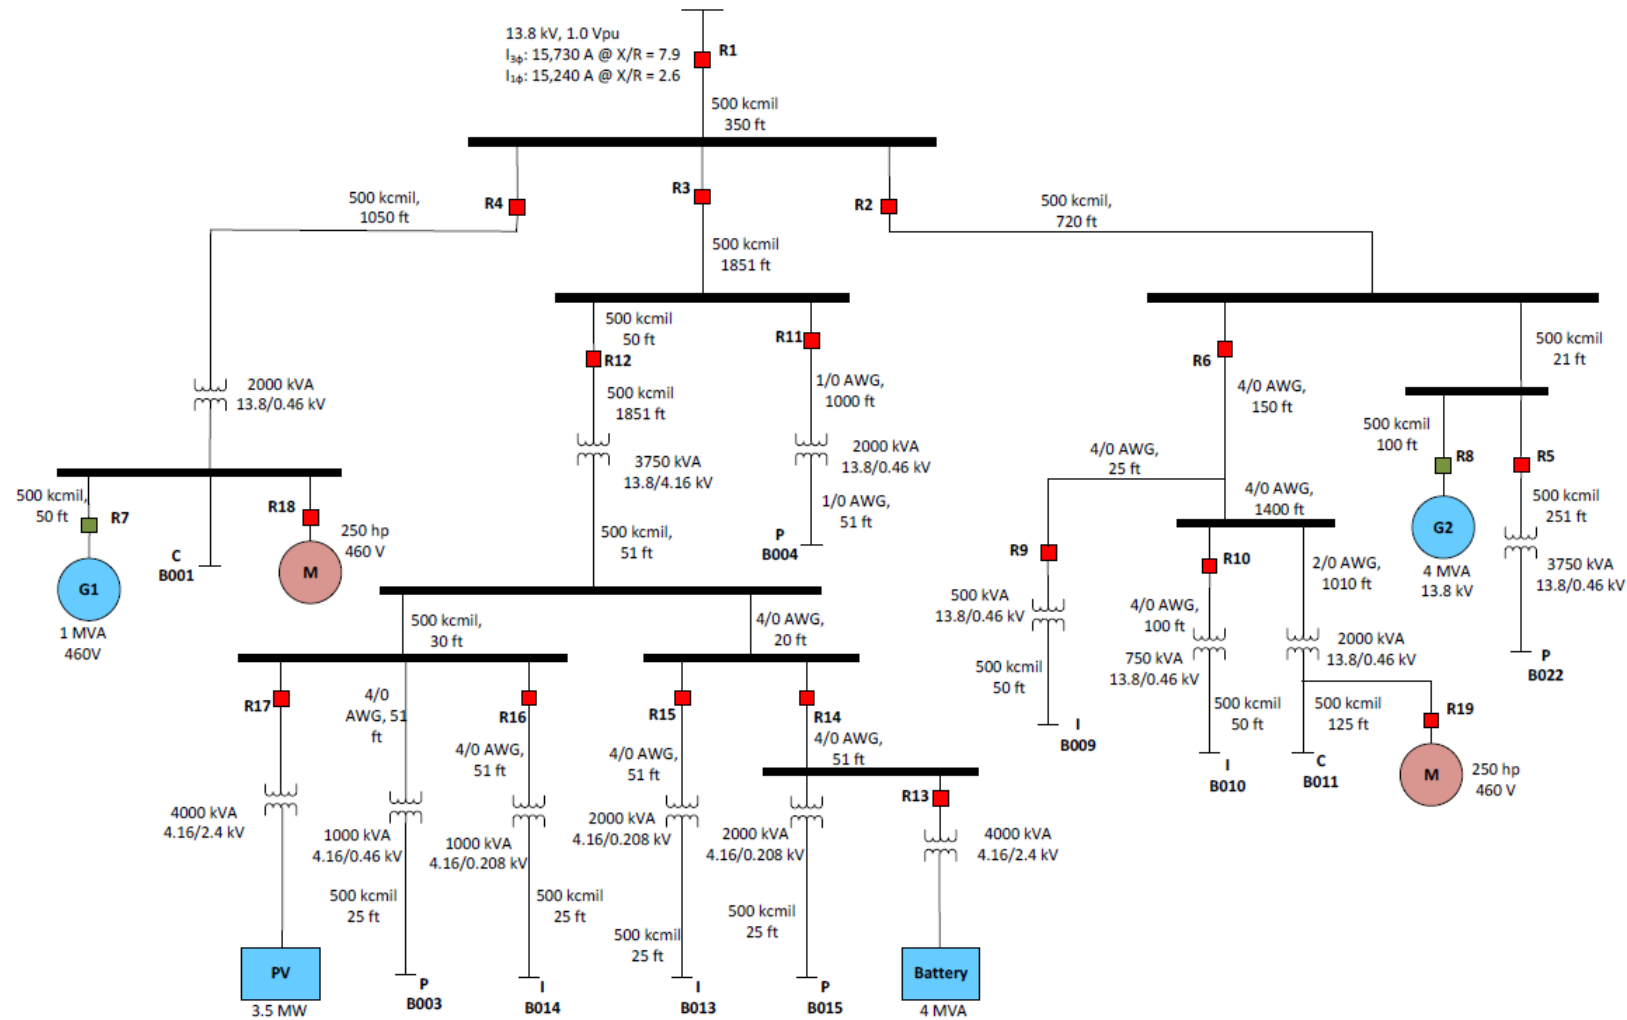 13.8 kV, 1.0 Vpu
I3ϕ: 15,730 A @ X/R = 7.9
I1ϕ: 15,240 A @ X/R = 2.6
R1
500 kcmil
350 ft
R4
R3
R2
500 kcmil,
1050 ft
500 kcmil
1851 ft
500 kcmil,
720 ft
2000 kVA
13.8/0.46 kV
500 kcmil,
50 ft
R7
R18
250 hp
460 V
M
G1
1 MVA
460V
C
B001
500 kcmil
50 ft
R12
500 kcmil
1851 ft
3750 kVA
13.8/4.16 kV
500 kcmil,
51 ft
R11
1/0 AWG,
1000 ft
2000 kVA
13.8/0.46 kV
1/0 AWG,
51 ft
P
B004
500 kcmil,
30 ft
4/0 AWG,
20 ft
R17
4000 kVA
4.16/2.4 kV
PV
3.5 MW
4/0
AWG, 51
ft
1000 kVA
4.16/0.46 kV
500 kcmil
25 ft
P
B003
R16
4/0 AWG,
51 ft
1000 kVA
4.16/0.208 kV
500 kcmil
25 ft
I
B014
R15
4/0 AWG,
51 ft
2000 kVA
4.16/0.208 kV
500 kcmil
25 ft
I
B013
R14
4/0 AWG,
51 ft
2000 kVA
4.16/0.208 kV
500 kcmil
25 ft
P
B015
R13
4000 kVA
4.16/2.4 kV
Battery
4 MVA
R6
4/0 AWG,
150 ft
4/0 AWG,
25 ft
4/0 AWG,
1400 ft
R9
500 kVA
13.8/0.46 kV
500 kcmil
50 ft
I
B009
R10
4/0 AWG,
100 ft
750 kVA
13.8/0.46 kV
500 kcmil
50 ft
I
B010
2/0 AWG,
1010 ft
2000 kVA
13.8/0.46 kV
500 kcmil
125 ft
C
B011
R19
M
250 hp
460 V
500 kcmil
21 ft
500 kcmil
100 ft
R8
G2
4 MVA
13.8 kV
R5
500 kcmil
251 ft
3750 kVA
13.8/0.46 kV
P
B022